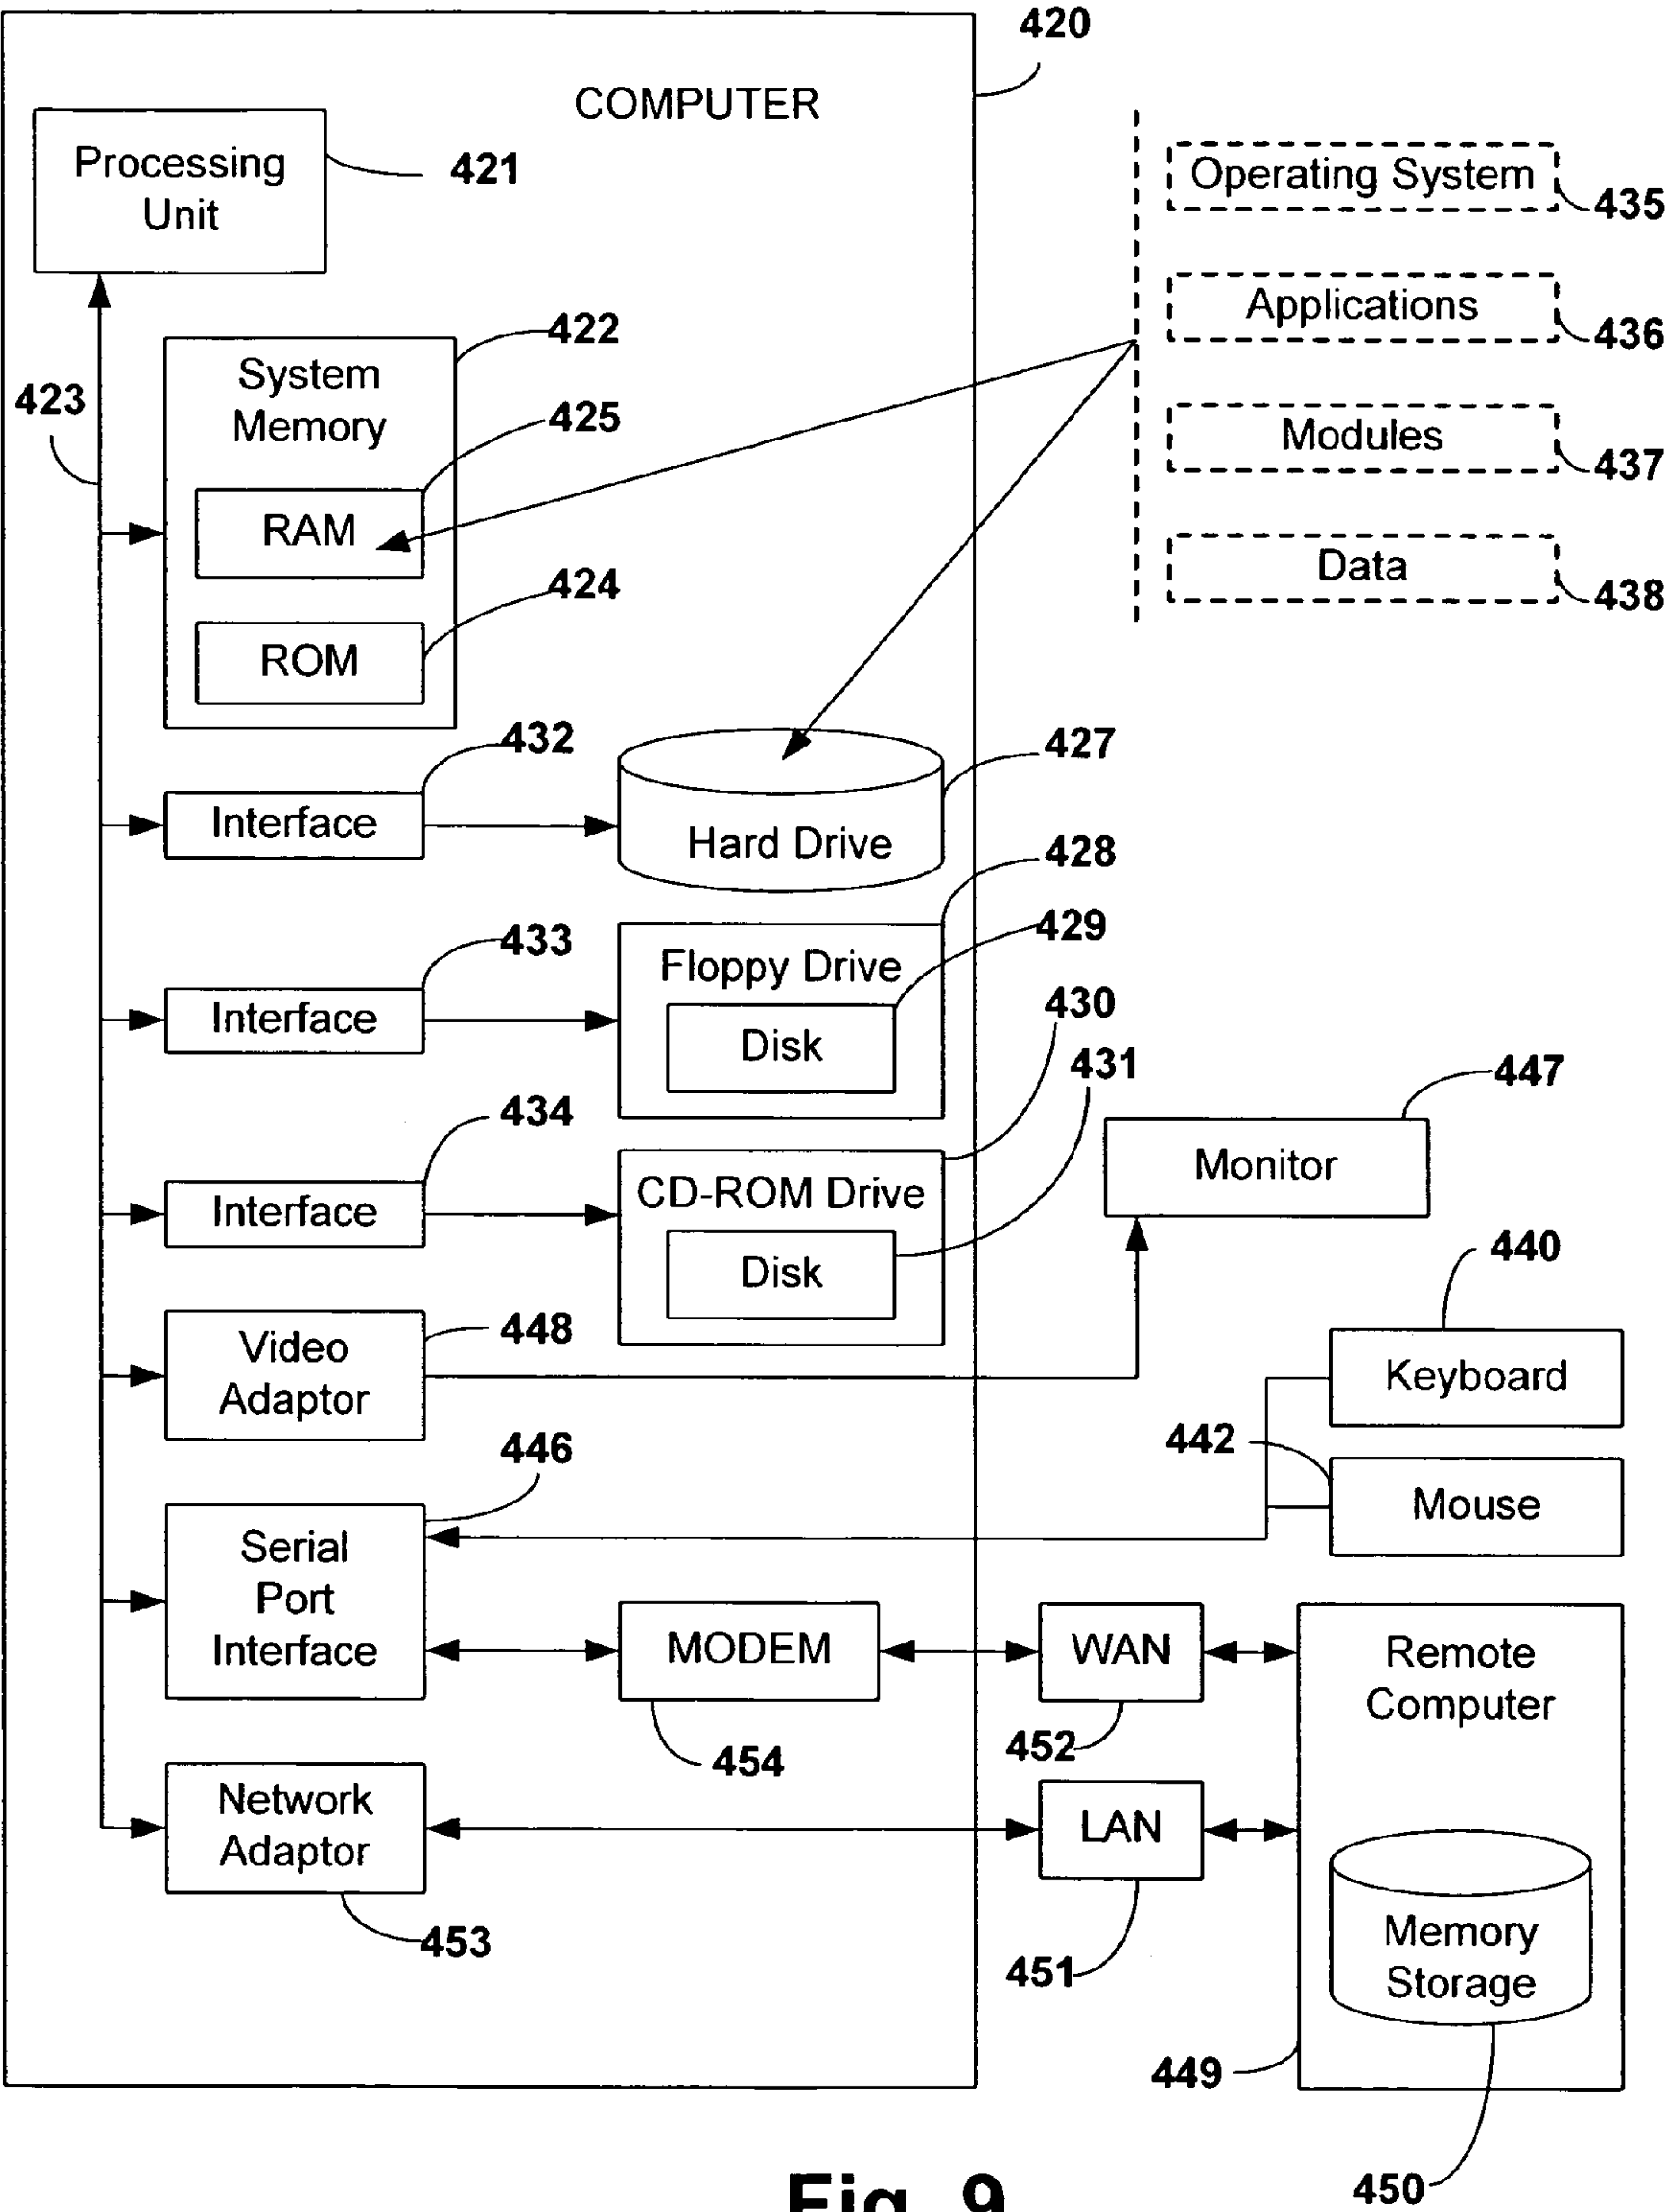 420
COMPUTER
Processing
Unit
421
Operating System
435
Applications
436
Modules
437
Data
438
422
System
Memory
423
425
RAM
424
ROM
432
Interface
427
Hard Drive
428
433
Interface
429
Floppy Drive
Disk
430
431
434
Interface
CD-ROM Drive
Disk
447
Monitor
440
Keyboard
448
Video
Adaptor
442
Mouse
446
Serial
Port
Interface
MODEM
454
WAN
452
Remote
Computer
Network
Adaptor
453
LAN
451
Memory
Storage
449
450
Fig. 9